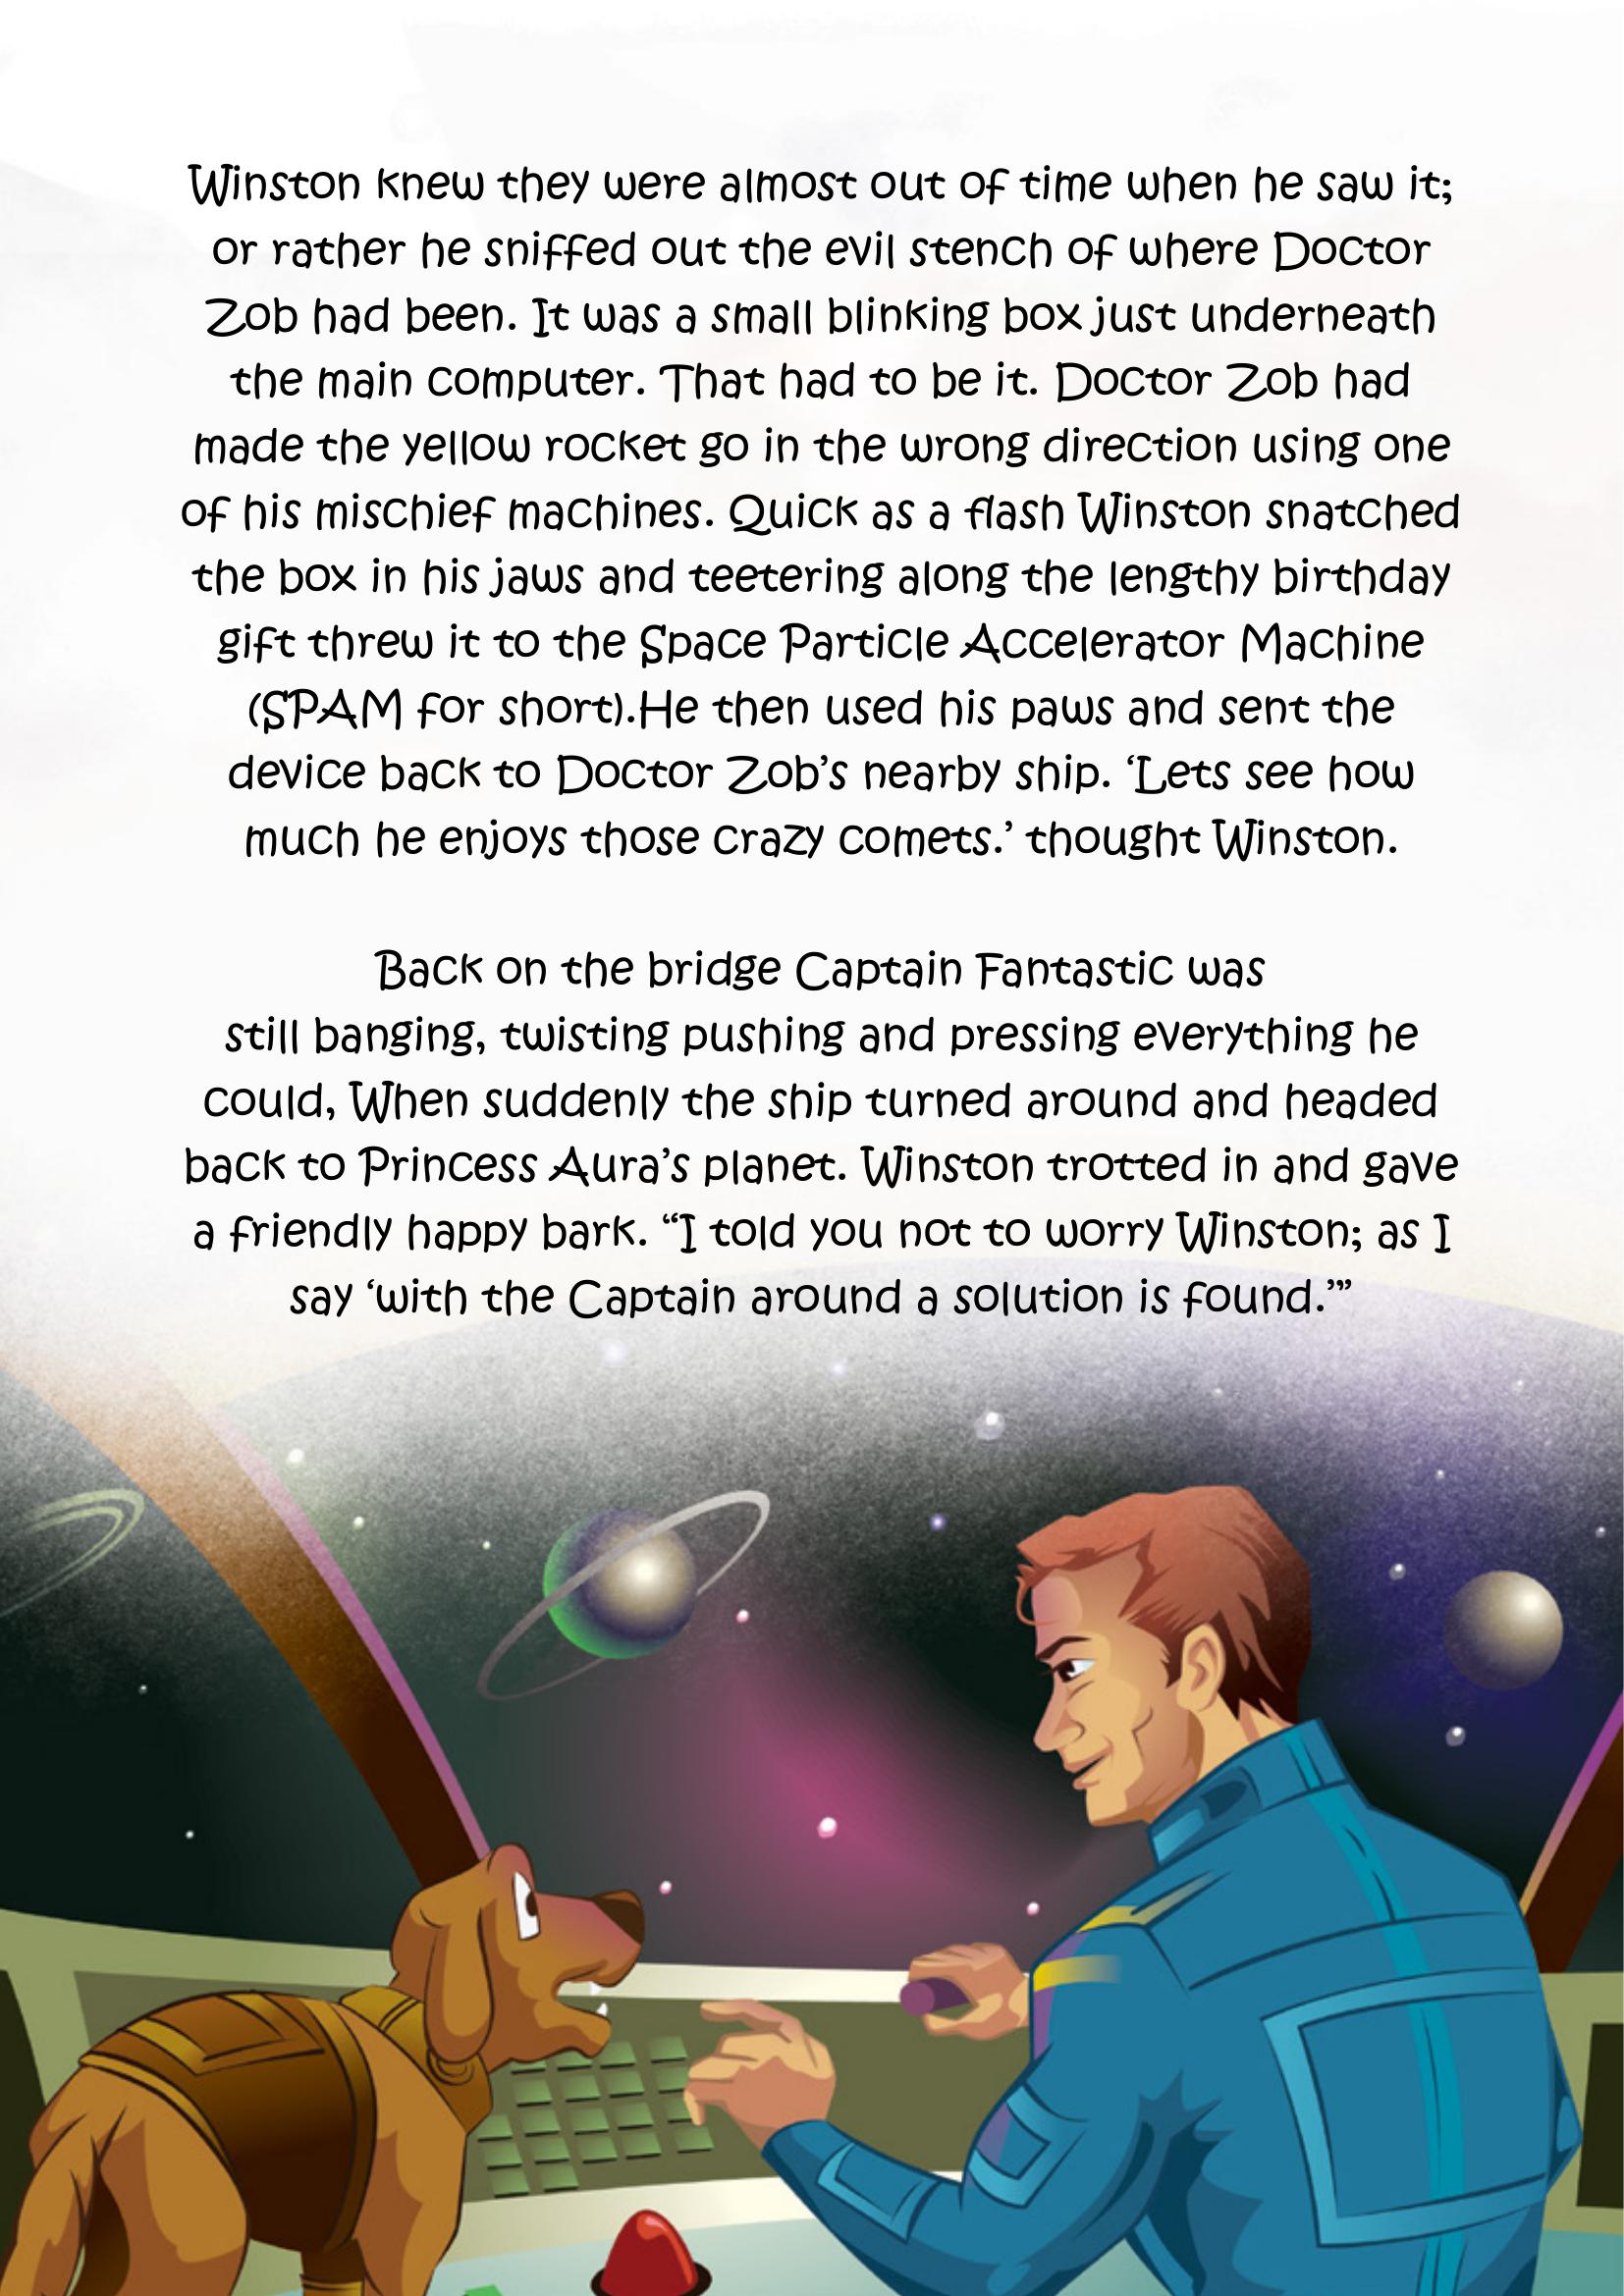 Winston knew they were almost out of time when he saw it;
or rather he sniffed out the evil stench of where Doctor
Zob had been. It was a small blinking box just underneath
the main computer. That had to be it. Doctor Zob had
made the yellow rocket go in the wrong direction using one
of his mischief machines. Quick as a flash Winston snatched
the box in his jaws and teetering along the lengthy birthday
gift threw it to the Space Particle Accelerator Machine
(SPAM for short).He then used his paws and sent the
device back to Doctor Zob’s nearby ship. ‘Lets see how
much he enjoys those crazy comets.’ thought Winston.
Back on the bridge Captain Fantastic was
still banging, twisting pushing and pressing everything he
could, When suddenly the ship turned around and headed
back to Princess Aura’s planet. Winston trotted in and gave
a friendly happy bark. “I told you not to worry Winston; as I
say ‘with the Captain around a solution is found.’”